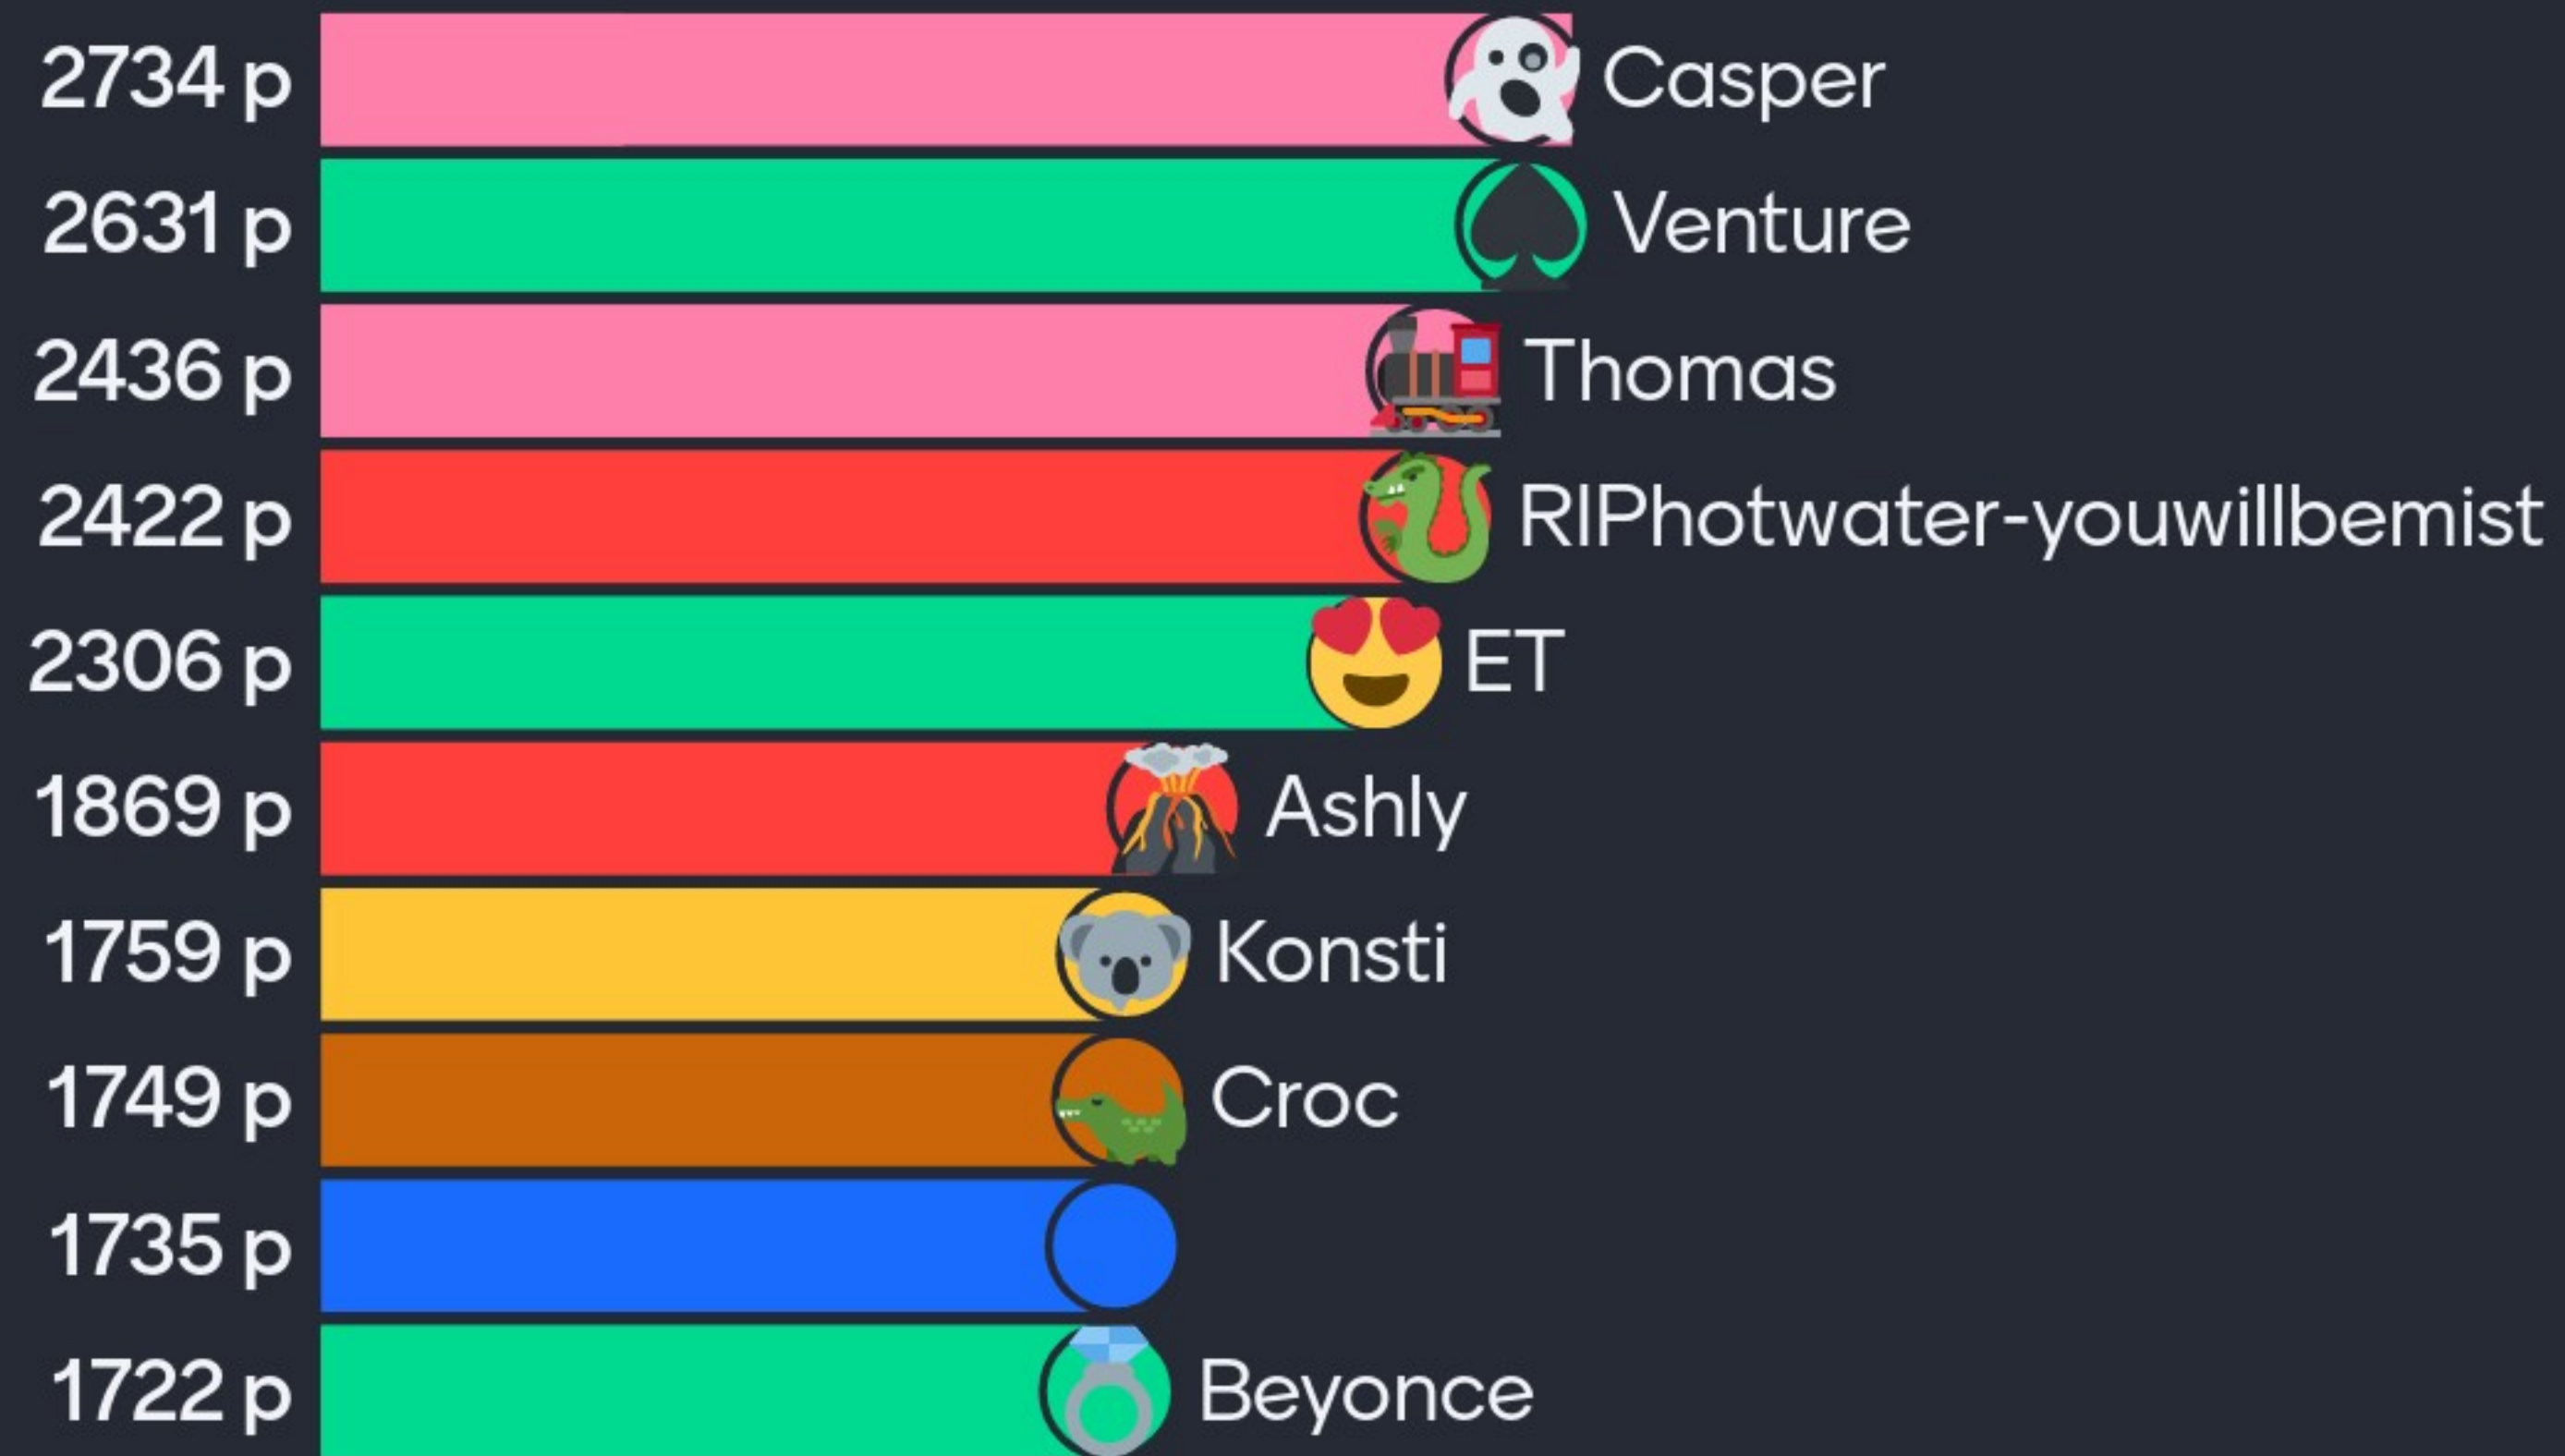 2734 p Casper
2631 p Venture
2436 p Thomas
2422 p RIPhotwater-youwillbemist
2306 p ET
1869 p Ashly
1759 p Konsti
1749 p Croc
1735 p
1722 p Beyonce